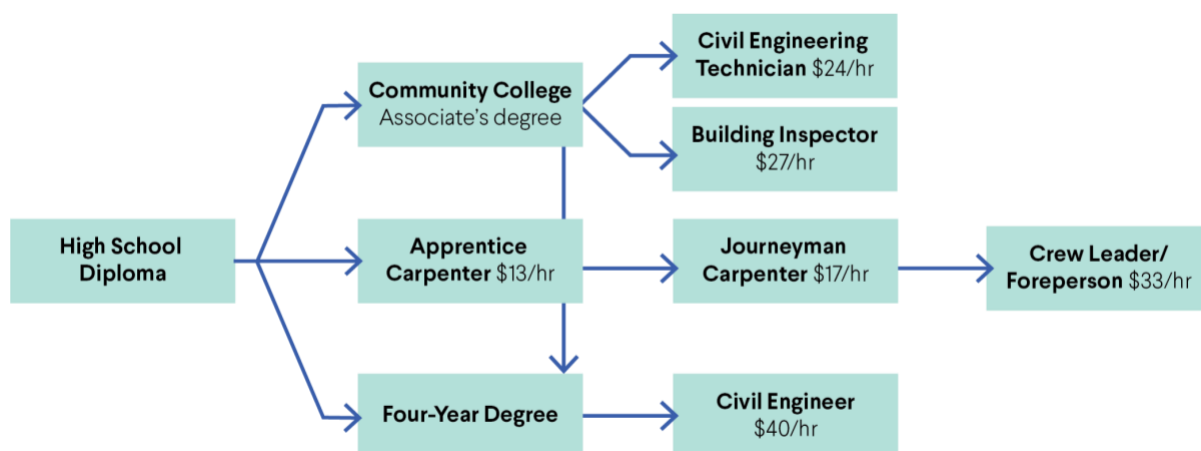 Civil Engineering
Technician $24/hr
Community College
Associate’s degree
Building Inspector
$27/hr
High School
Diploma
Apprentice
Carpenter $13/hr
Journeyman
Carpenter $17/hr
Crew Leader/
Foreperson $33/hr
Four-Year Degree
Civil Engineer
$40/hr